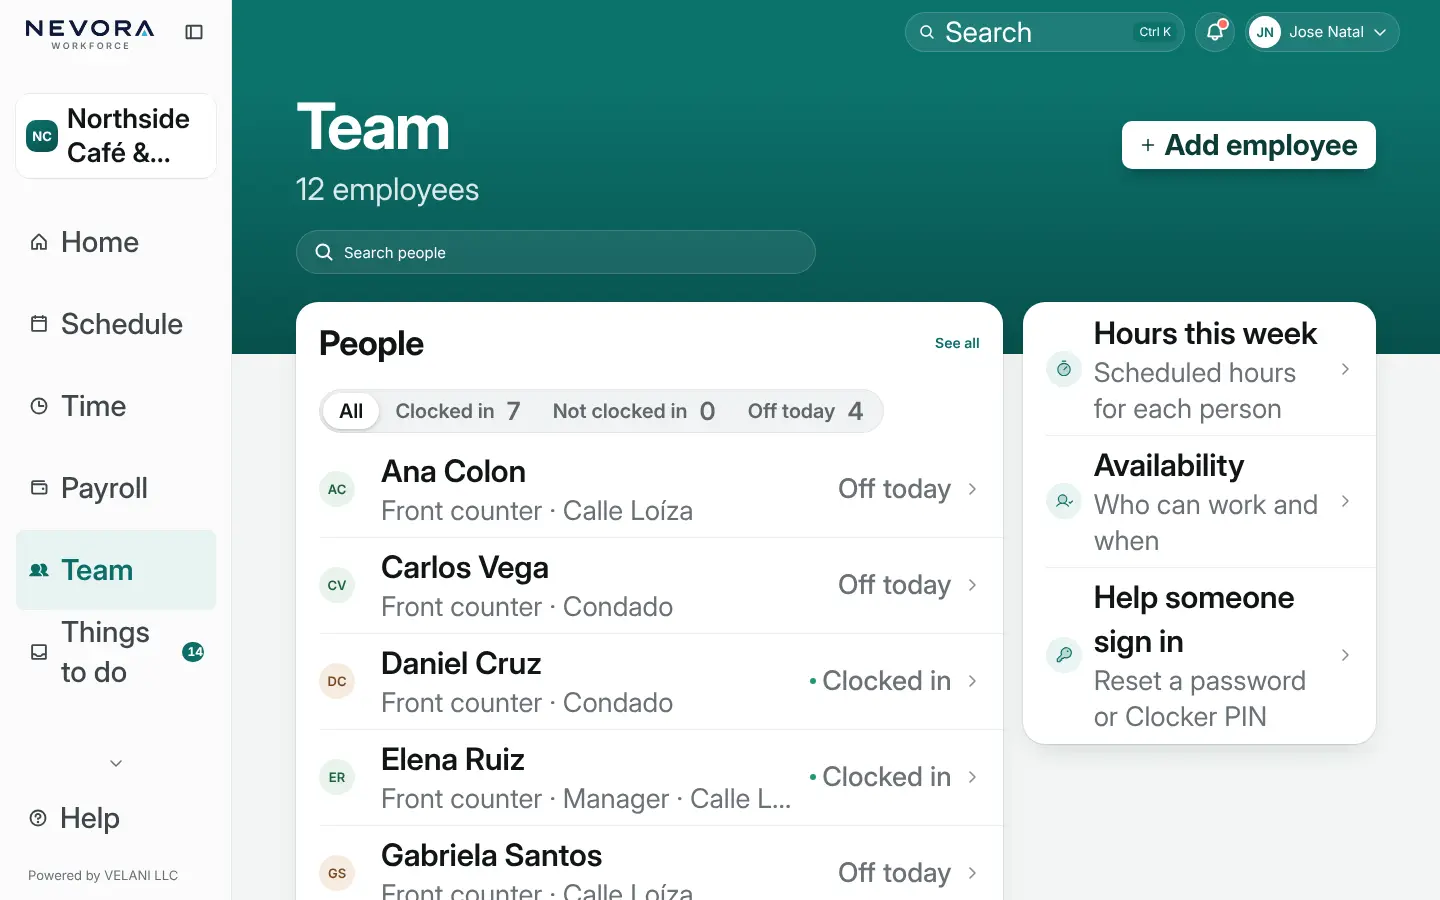 NEVORA
WORKFORCE
NC
Northside
Café &...
Home
Schedule
Time
Payroll
Team
Things
to do
14
Help
Powered by VELANI LLC
Search
Ctrl K
JN
Jose Natal
Team
12 employees
+ Add employee
Search people
People
See all
All
Clocked in 7
Not clocked in 0
Off today 4
AC
Ana Colon
Front counter · Calle Loíza
Off today
CV
Carlos Vega
Front counter · Condado
Off today
DC
Daniel Cruz
Front counter · Condado
Clocked in
ER
Elena Ruiz
Front counter · Manager · Calle L...
Clocked in
GS
Gabriela Santos
Front counter · Calle Loíza
Off today
Hours this week
Scheduled hours
for each person
Availability
Who can work and
when
Help someone
sign in
Reset a password
or Clocker PIN